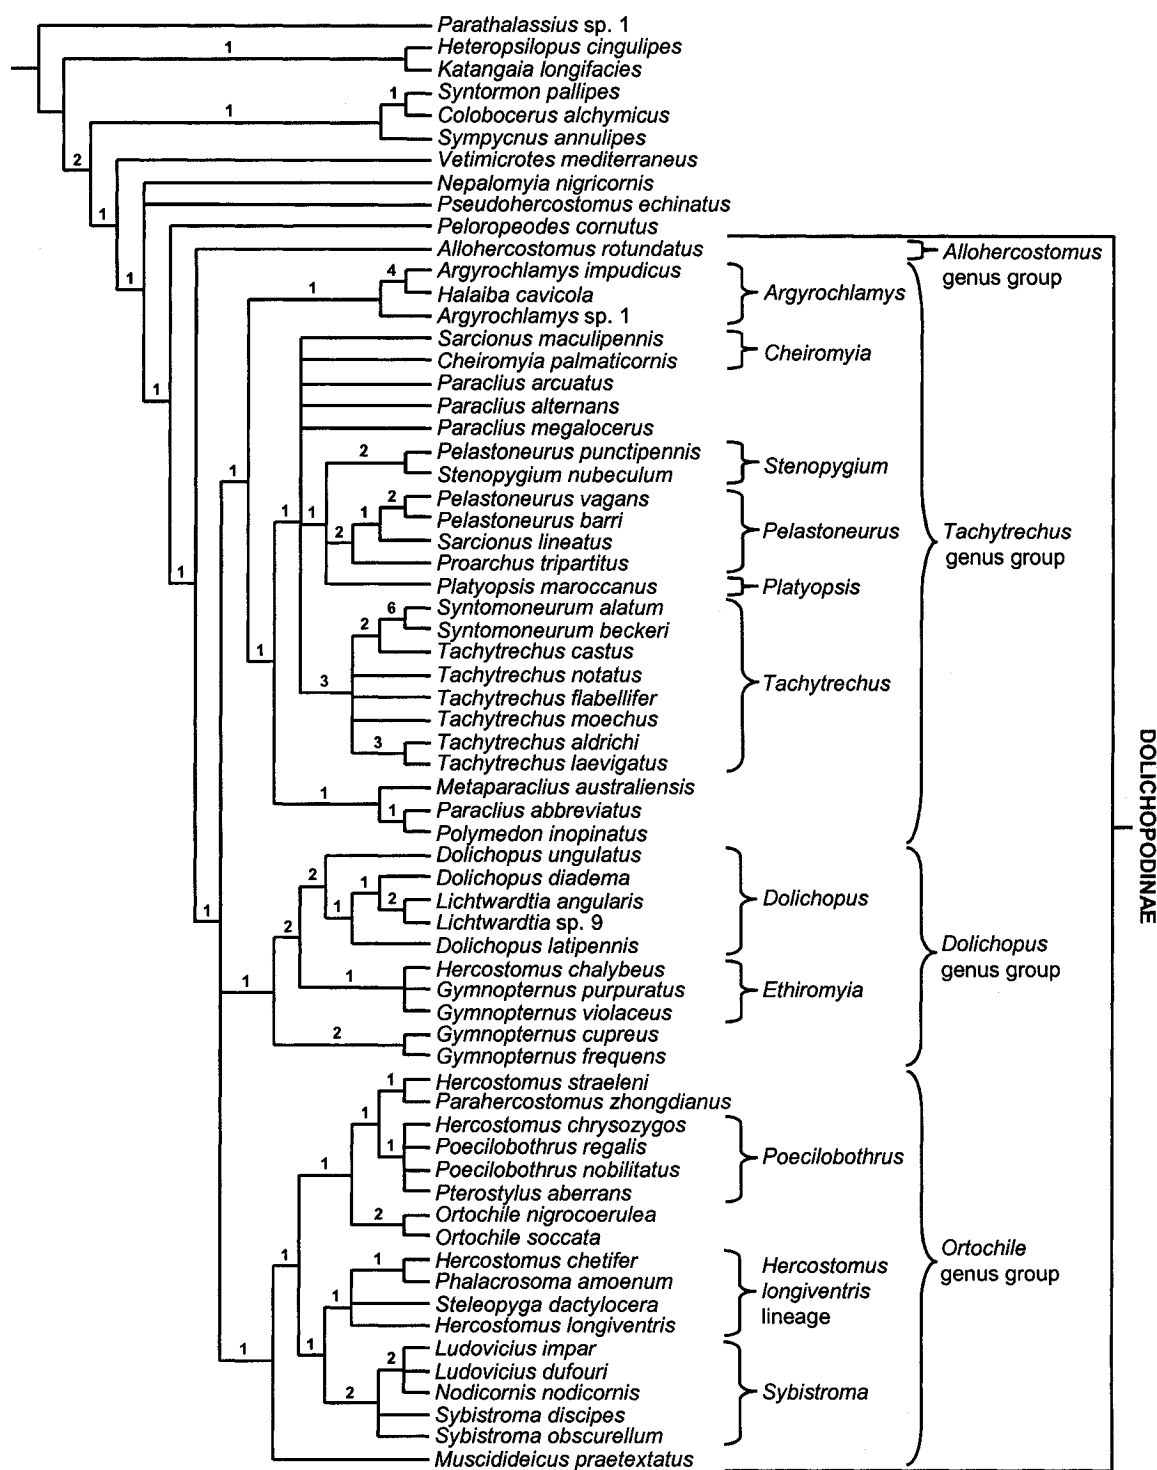 Parathalassius sp. 1
1
Heteropsilopus cingulipes
Katangaia longifacies
1
1
Syntormon pallipes
Colobocerus alchymicus
Sympycnus annulipes
2
Vetimicrotes mediterraneus
1
Nepalomyia nigricornis
Pseudohercostomus echinatus
1
Peloropeodes cornutus
1
Allohercostomus rotundatus
Allohercostomus
genus group
1
1
4
Argyrochlamys impudicus
Halaiba cavicola
Argyrochlamys sp. 1
Argyrochlamys
Sarcionus maculipennis
Cheiromyia palmaticornis
Cheiromyia
Paraclius arcuatus
Paraclius alternans
Paraclius megalocerus
1
1
1
2
Pelastoneurus punctipennis
Stenopygium nubeculum
Stenopygium
2
1
2
Pelastoneurus vagans
Pelastoneurus barri
Sarcionus lineatus
Proarchus tripartitus
Pelastoneurus
Platyopsis maroccanus
Platyopsis
Tachytrechus
genus group
1
3
2
6
Syntomoneurum alatum
Syntomoneurum beckeri
Tachytrechus castus
Tachytrechus notatus
Tachytrechus flabellifer
Tachytrechus moechus
3
Tachytrechus aldrichi
Tachytrechus laevigatus
Tachytrechus
1
1
Metaparaclius australiensis
Paraclius abbreviatus
Polymedon inopinatus
DOLICHOPODINAE
1
1
2
2
1
1
2
Dolichopus ungulatus
Dolichopus diadema
Lichtwardtia angularis
Lichtwardtia sp. 9
Dolichopus latipennis
Dolichopus
1
Hercostomus chalybeus
Gymnopternus purpuratus
Gymnopternus violaceus
Ethiromyia
2
Gymnopternus cupreus
Gymnopternus frequens
Dolichopus
genus group
1
1
1
1
1
Hercostomus straeleni
Parahercostomus zhongdianus
1
Hercostomus chrysozygos
Poecilobothrus regalis
Poecilobothrus nobilitatus
Pterostylus aberrans
Poecilobothrus
2
Ortochile nigrocoerulea
Ortochile soccata
1
1
1
Hercostomus chetifer
Phalacrosoma amoenum
Steleopyga dactylocera
Hercostomus longiventris
Hercostomus
longiventris
lineage
2
2
Ludovicius impar
Ludovicius dufouri
Nodicornis nodicornis
Sybistroma discipes
Sybistroma obscurellum
Sybistroma
Muscidideicus praetextatus
Ortochile
genus group